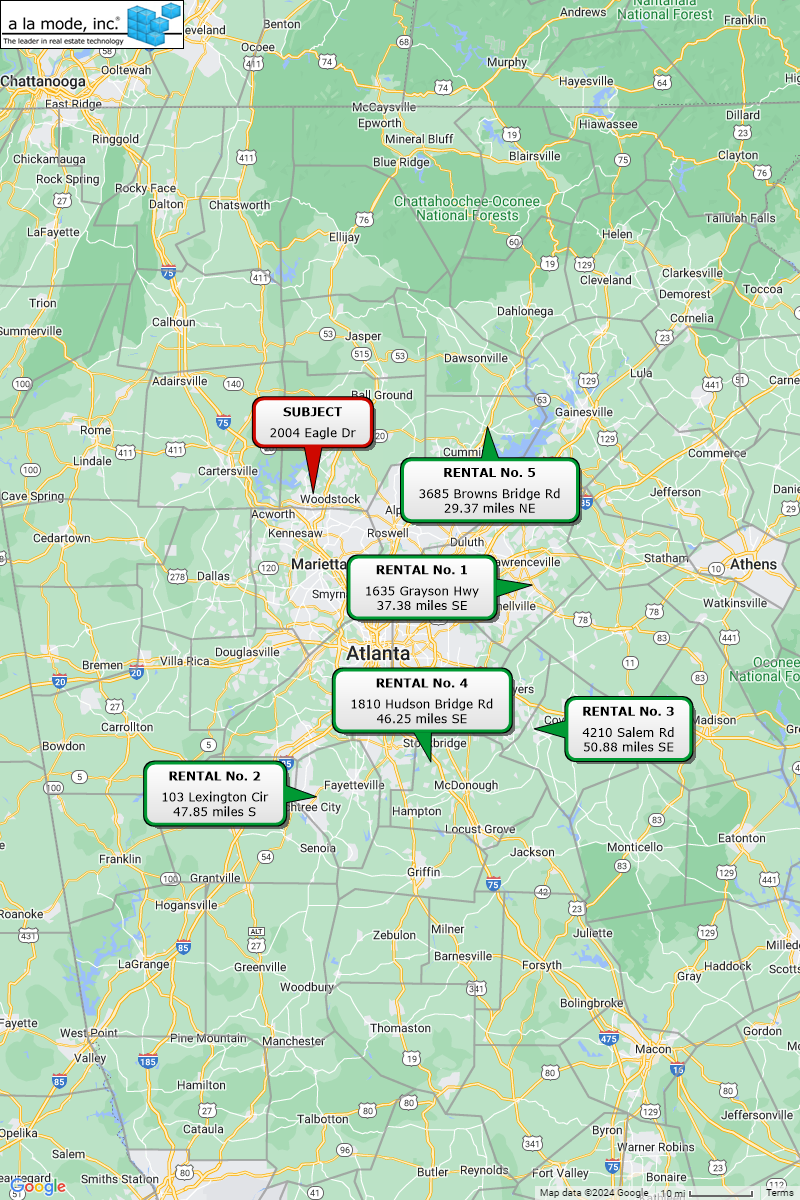 a la mode, inc.®
The leader in real estate technology
Cleveland
Benton
Andrews
Nantahala
National Forest
Franklin
Ocoee
Ooltewah
Murphy
Hayesville
Chattanooga
East Ridge
McCaysville
Epworth
Mineral Bluff
Hiawassee
Dillard
Ringgold
Chickamauga
Blue Ridge
Blairsville
Clayton
Rock Spring
Rocky Face
Dalton
Chatsworth
Chattahoochee-Oconee
National Forests
LaFayette
Ellijay
Helen
Tallulah Falls
Cleveland
Clarkesville
Demorest
Toccoa
Trion
Summerville
Calhoun
Dahlonega
Cornelia
Jasper
Dawsonville
Lula
Adairsville
Ball Ground
Gainesville
SUBJECT
2004 Eagle Dr
Rome
Lindale
Cartersville
Commerce
Cave Spring
Woodstock
Acworth
RENTAL No. 5
3685 Browns Bridge Rd
29.37 miles NE
Jefferson
Cedartown
Kennesaw
Roswell
Duluth
Statham
Athens
Marietta
Dallas
RENTAL No. 1
1635 Grayson Hwy
37.38 miles SE
Watkinsville
Douglasville
Atlanta
Bremen
Villa Rica
RENTAL No. 4
1810 Hudson Bridge Rd
46.25 miles SE
Carrollton
RENTAL No. 3
4210 Salem Rd
50.88 miles SE
Madison
Bowdon
Stockbridge
RENTAL No. 2
103 Lexington Cir
47.85 miles S
Fayetteville
McDonough
Hampton
Locust Grove
Senoia
Jackson
Monticello
Eatonton
Franklin
Grantville
Griffin
Hogansville
Roanoke
Zebulon
Milner
Juliette
LaGrange
Greenville
Barnesville
Forsyth
Haddock
Gray
Woodbury
Bolingbroke
West Point
Valley
Pine Mountain
Manchester
Thomaston
Macon
Gordon
Hamilton
Cataula
Talbotton
Jeffersonville
Opelika
Salem
Smiths Station
Byron
Warner Robins
Butler
Reynolds
Fort Valley
Bonaire
Google
Map data ©2024 Google
10 mi
Terms